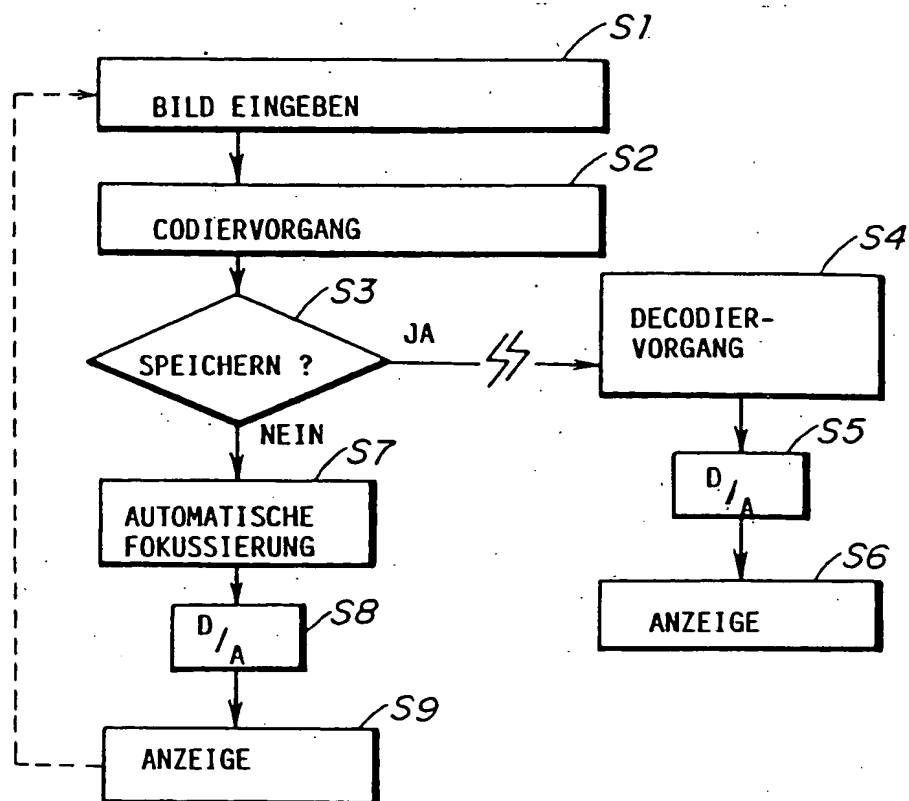 S1
BILD EINGEBEN
S2
CODIERVORGANG
S3
SPEICHERN ?
JA
NEIN
S4
DECODIER-
VORGANG
S5
D/A
S6
ANZEIGE
S7
AUTOMATISCHE
FOKUSSIERUNG
S8
D/A
S9
ANZEIGE